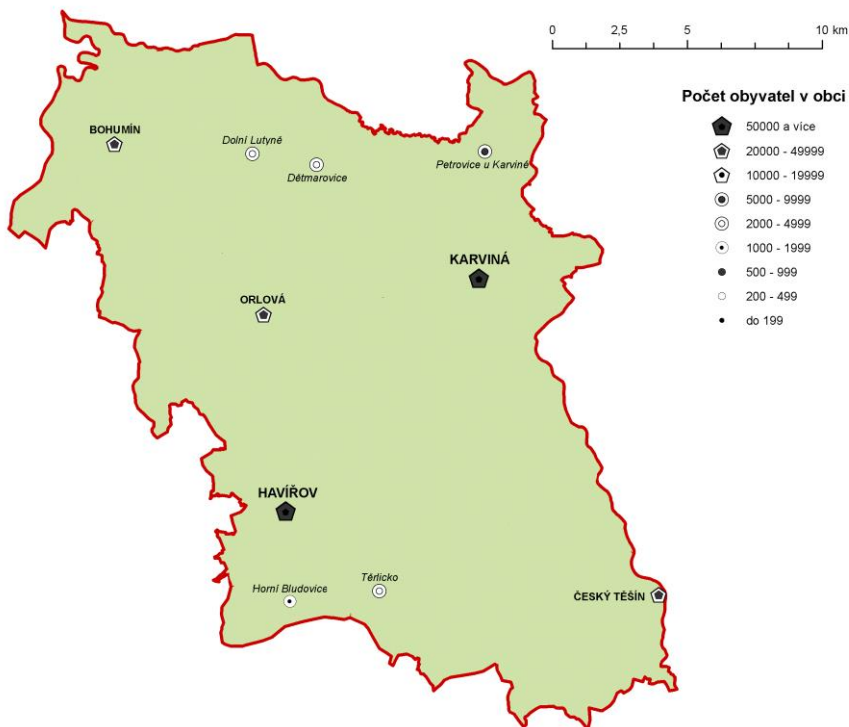 0 2,5 5 10 km
Počet obyvatel v obci
50000 a více
20000 - 49999
10000 - 19999
5000 - 9999
2000 - 4999
1000 - 1999
500 - 999
200 - 499
do 199
BOHUMÍN
Dolní Lutyně
Dětmarovice
Petrovice u Karviné
KARVINÁ
ORLOVÁ
HAVÍŘOV
Horní Bludovice
Těrlicko
ČESKÝ TĚŠÍN